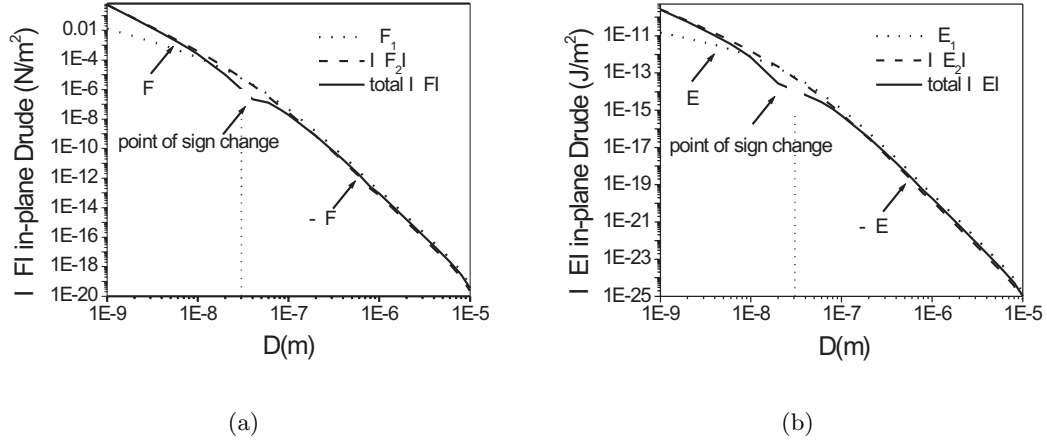 0.01
1E-4
1E-6
1E-8
1E-10
1E-12
1E-14
1E-16
1E-18
1E-20
I FI in-plane Drude (N/m²)
F₁
I F₂I
total I FI
F
point of sign change
- F
1E-9 1E-8 1E-7 1E-6 1E-5
D(m)
(a)
1E-11
1E-13
1E-15
1E-17
1E-19
1E-21
1E-23
1E-25
I EI in-plane Drude (J/m²)
E₁
I E₂I
total I EI
E
point of sign change
- E
1E-9 1E-8 1E-7 1E-6 1E-5
D(m)
(b)